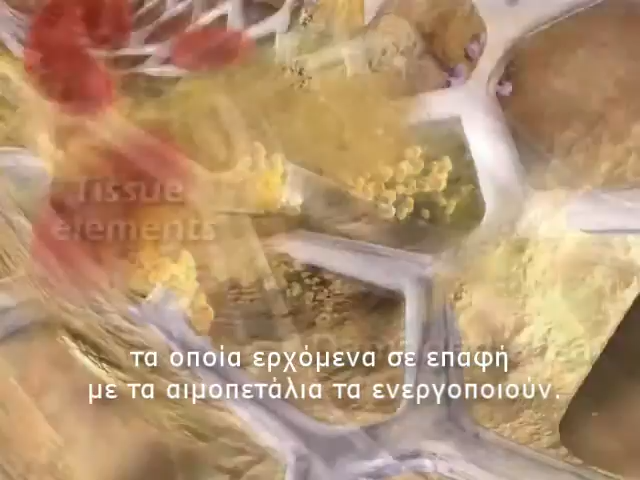 Tissue
elements
τα οποία ερχόμενα σε επαφή
με τα αιμοπετάλια τα ενεργοποιούν.